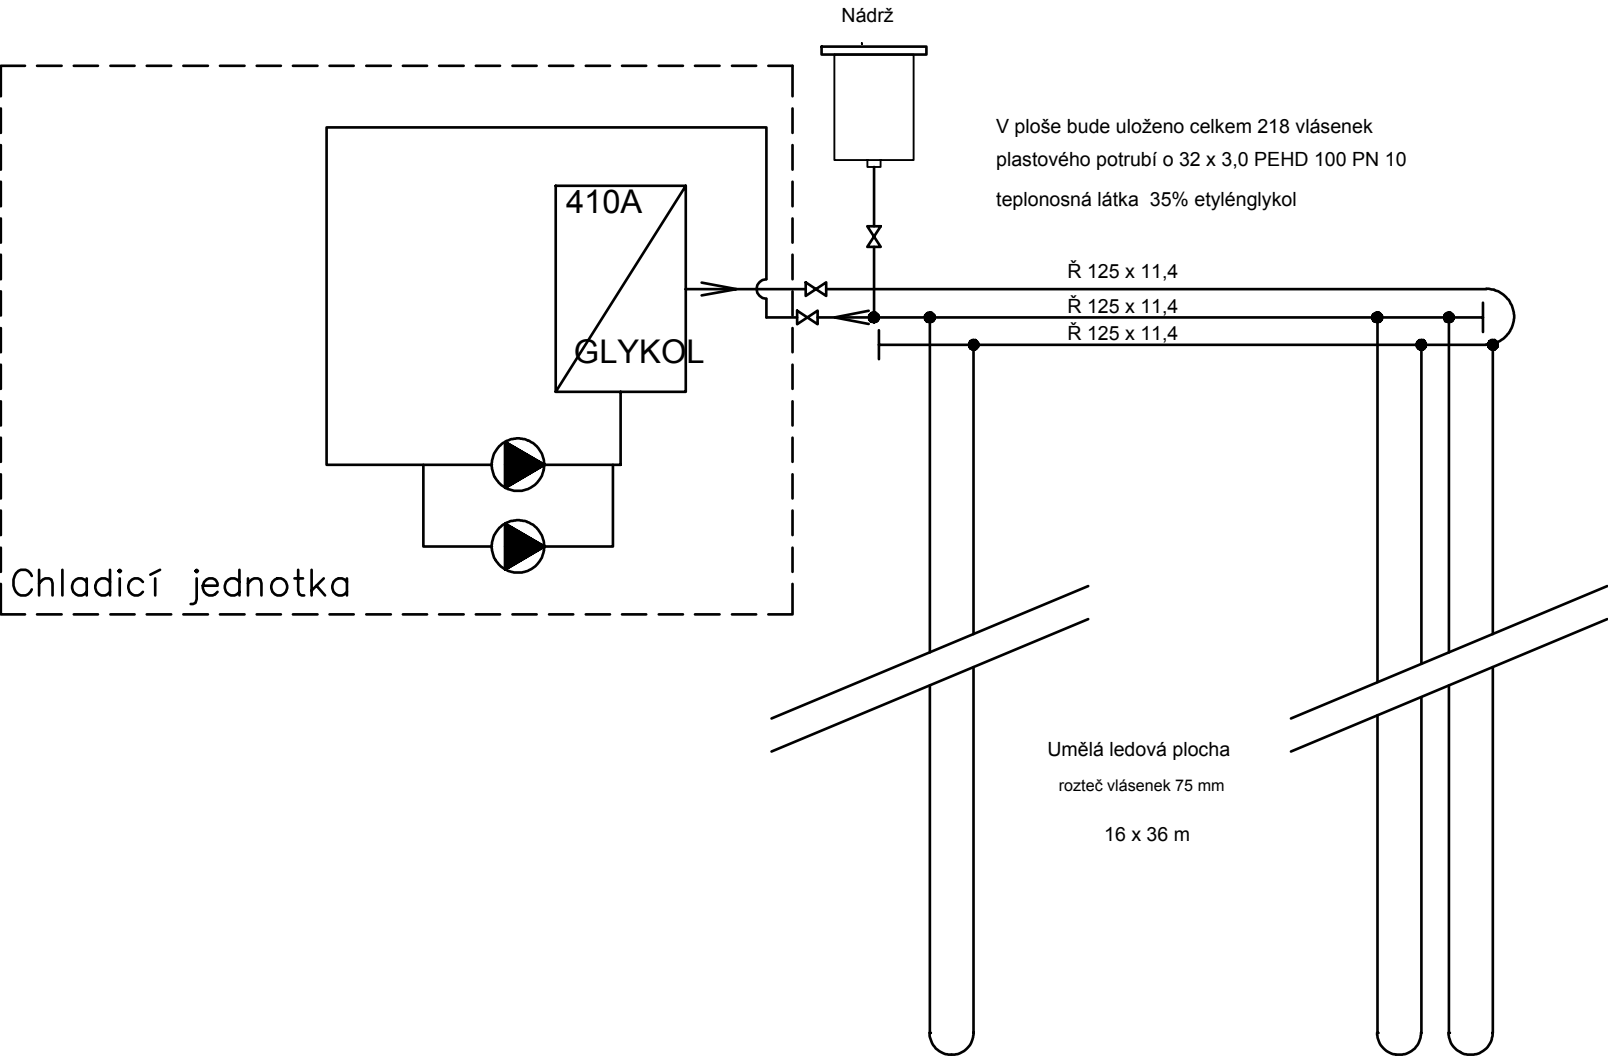 Nádrž
V ploše bude uloženo celkem 218 vlásenek
plastového potrubí o 32 x 3,0 PEHD 100 PN 10
teplonosná látka 35% etylénglykol
410A
GLYKOL
Ř 125 x 11,4
Ř 125 x 11,4
Ř 125 x 11,4
Chladicí jednotka
Umělá ledová plocha
rozteč vlásenek 75 mm
16 x 36 m